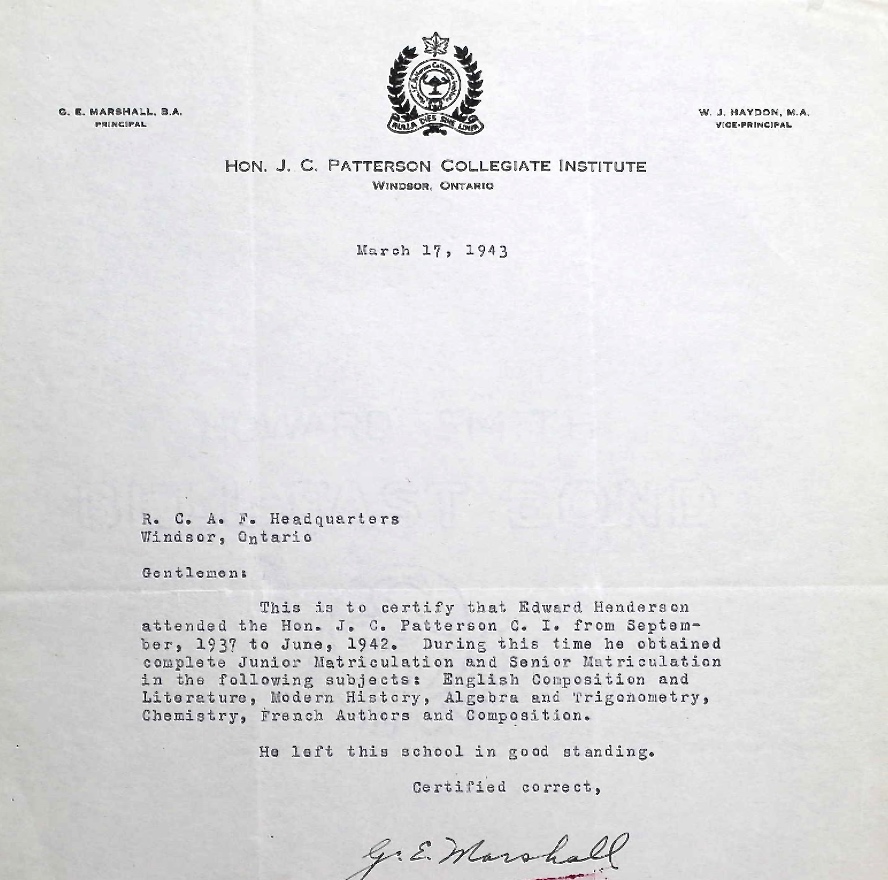 G. E. MARSHALL, B.A.
PRINCIPAL
NULLA DIES SINE LINEA
W. J. HAYDON, M.A.
VICE-PRINCIPAL
HON. J. C. PATTERSON COLLEGIATE INSTITUTE
WINDSOR, ONTARIO
March 17, 1943
R. C. A. F. Headquarters
Windsor, Ontario
Gentlemen:
This is to certify that Edward Henderson
attended the Hon. J. C. Patterson C. I. from Septem-
ber, 1937 to June, 1942. During this time he obtained
complete Junior Matriculation and Senior Matriculation
in the following subjects: English Composition and
Literature, Modern History, Algebra and Trigonometry,
Chemistry, French Authors and Composition.
He left this school in good standing.
Certified correct,
G. E. Marshall